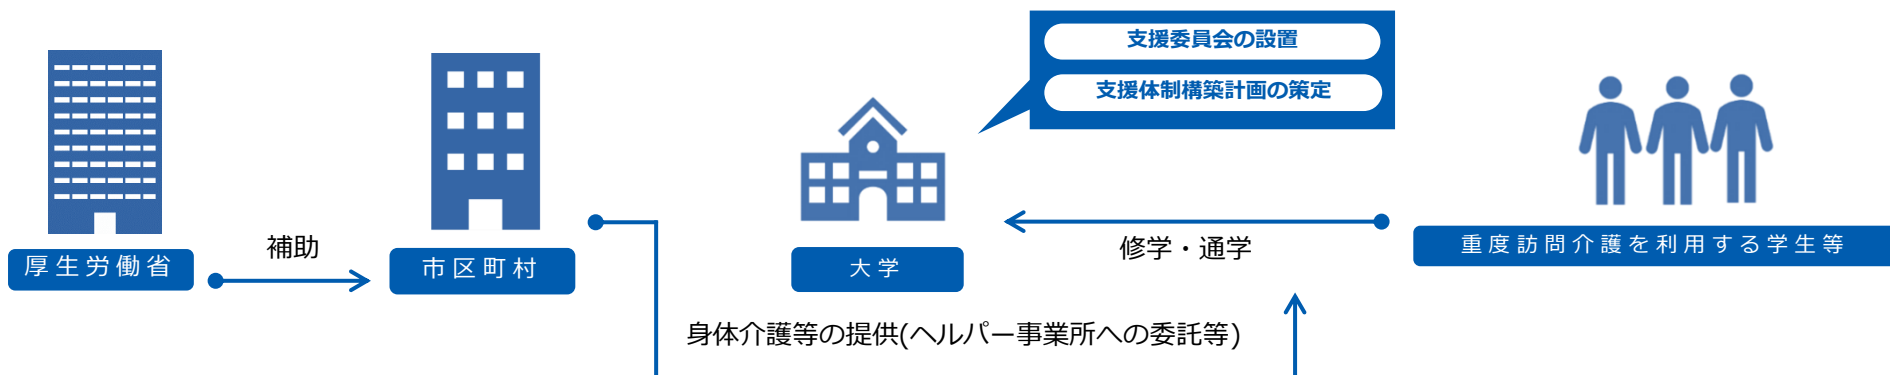 支援委員会の設置
支援体制構築計画の策定
厚生労働省
補助
市区町村
大学
修学・通学
重度訪問介護を利用する学生等
身体介護等の提供(ヘルパー事業所への委託等)